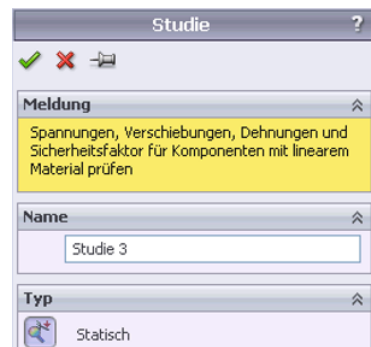 Studie ?
Meldung
Spannungen, Verschiebungen, Dehnungen und
Sicherheitsfaktor für Komponenten mit linearem
Material prüfen
Name
Studie 3
Typ
Statisch